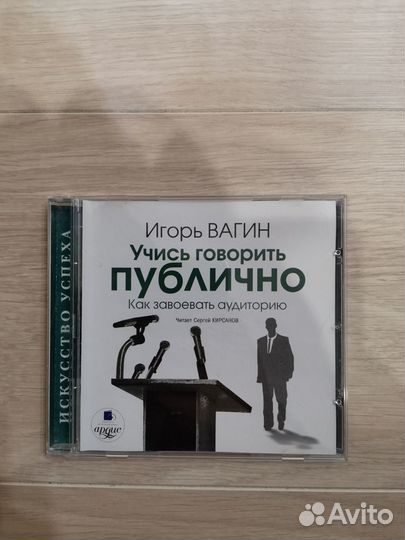 ИСКУССТВО УСПЕХА
Игорь ВАГИН
Учись говорить
ПУБЛИЧНО
Как завоевать аудиторию
Читает Сергей КИРСАНОВ
ардис
Avito